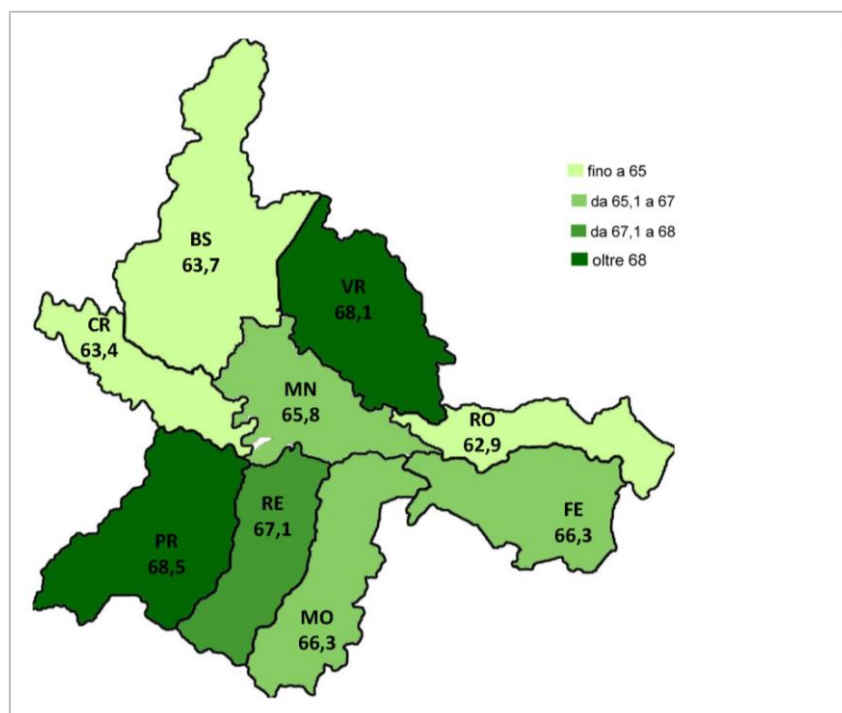 fino a 65
da 65,1 a 67
da 67,1 a 68
oltre 68
BS
63,7
VR
68,1
CR
63,4
MN
65,8
RO
62,9
RE
67,1
FE
66,3
PR
68,5
MO
66,3